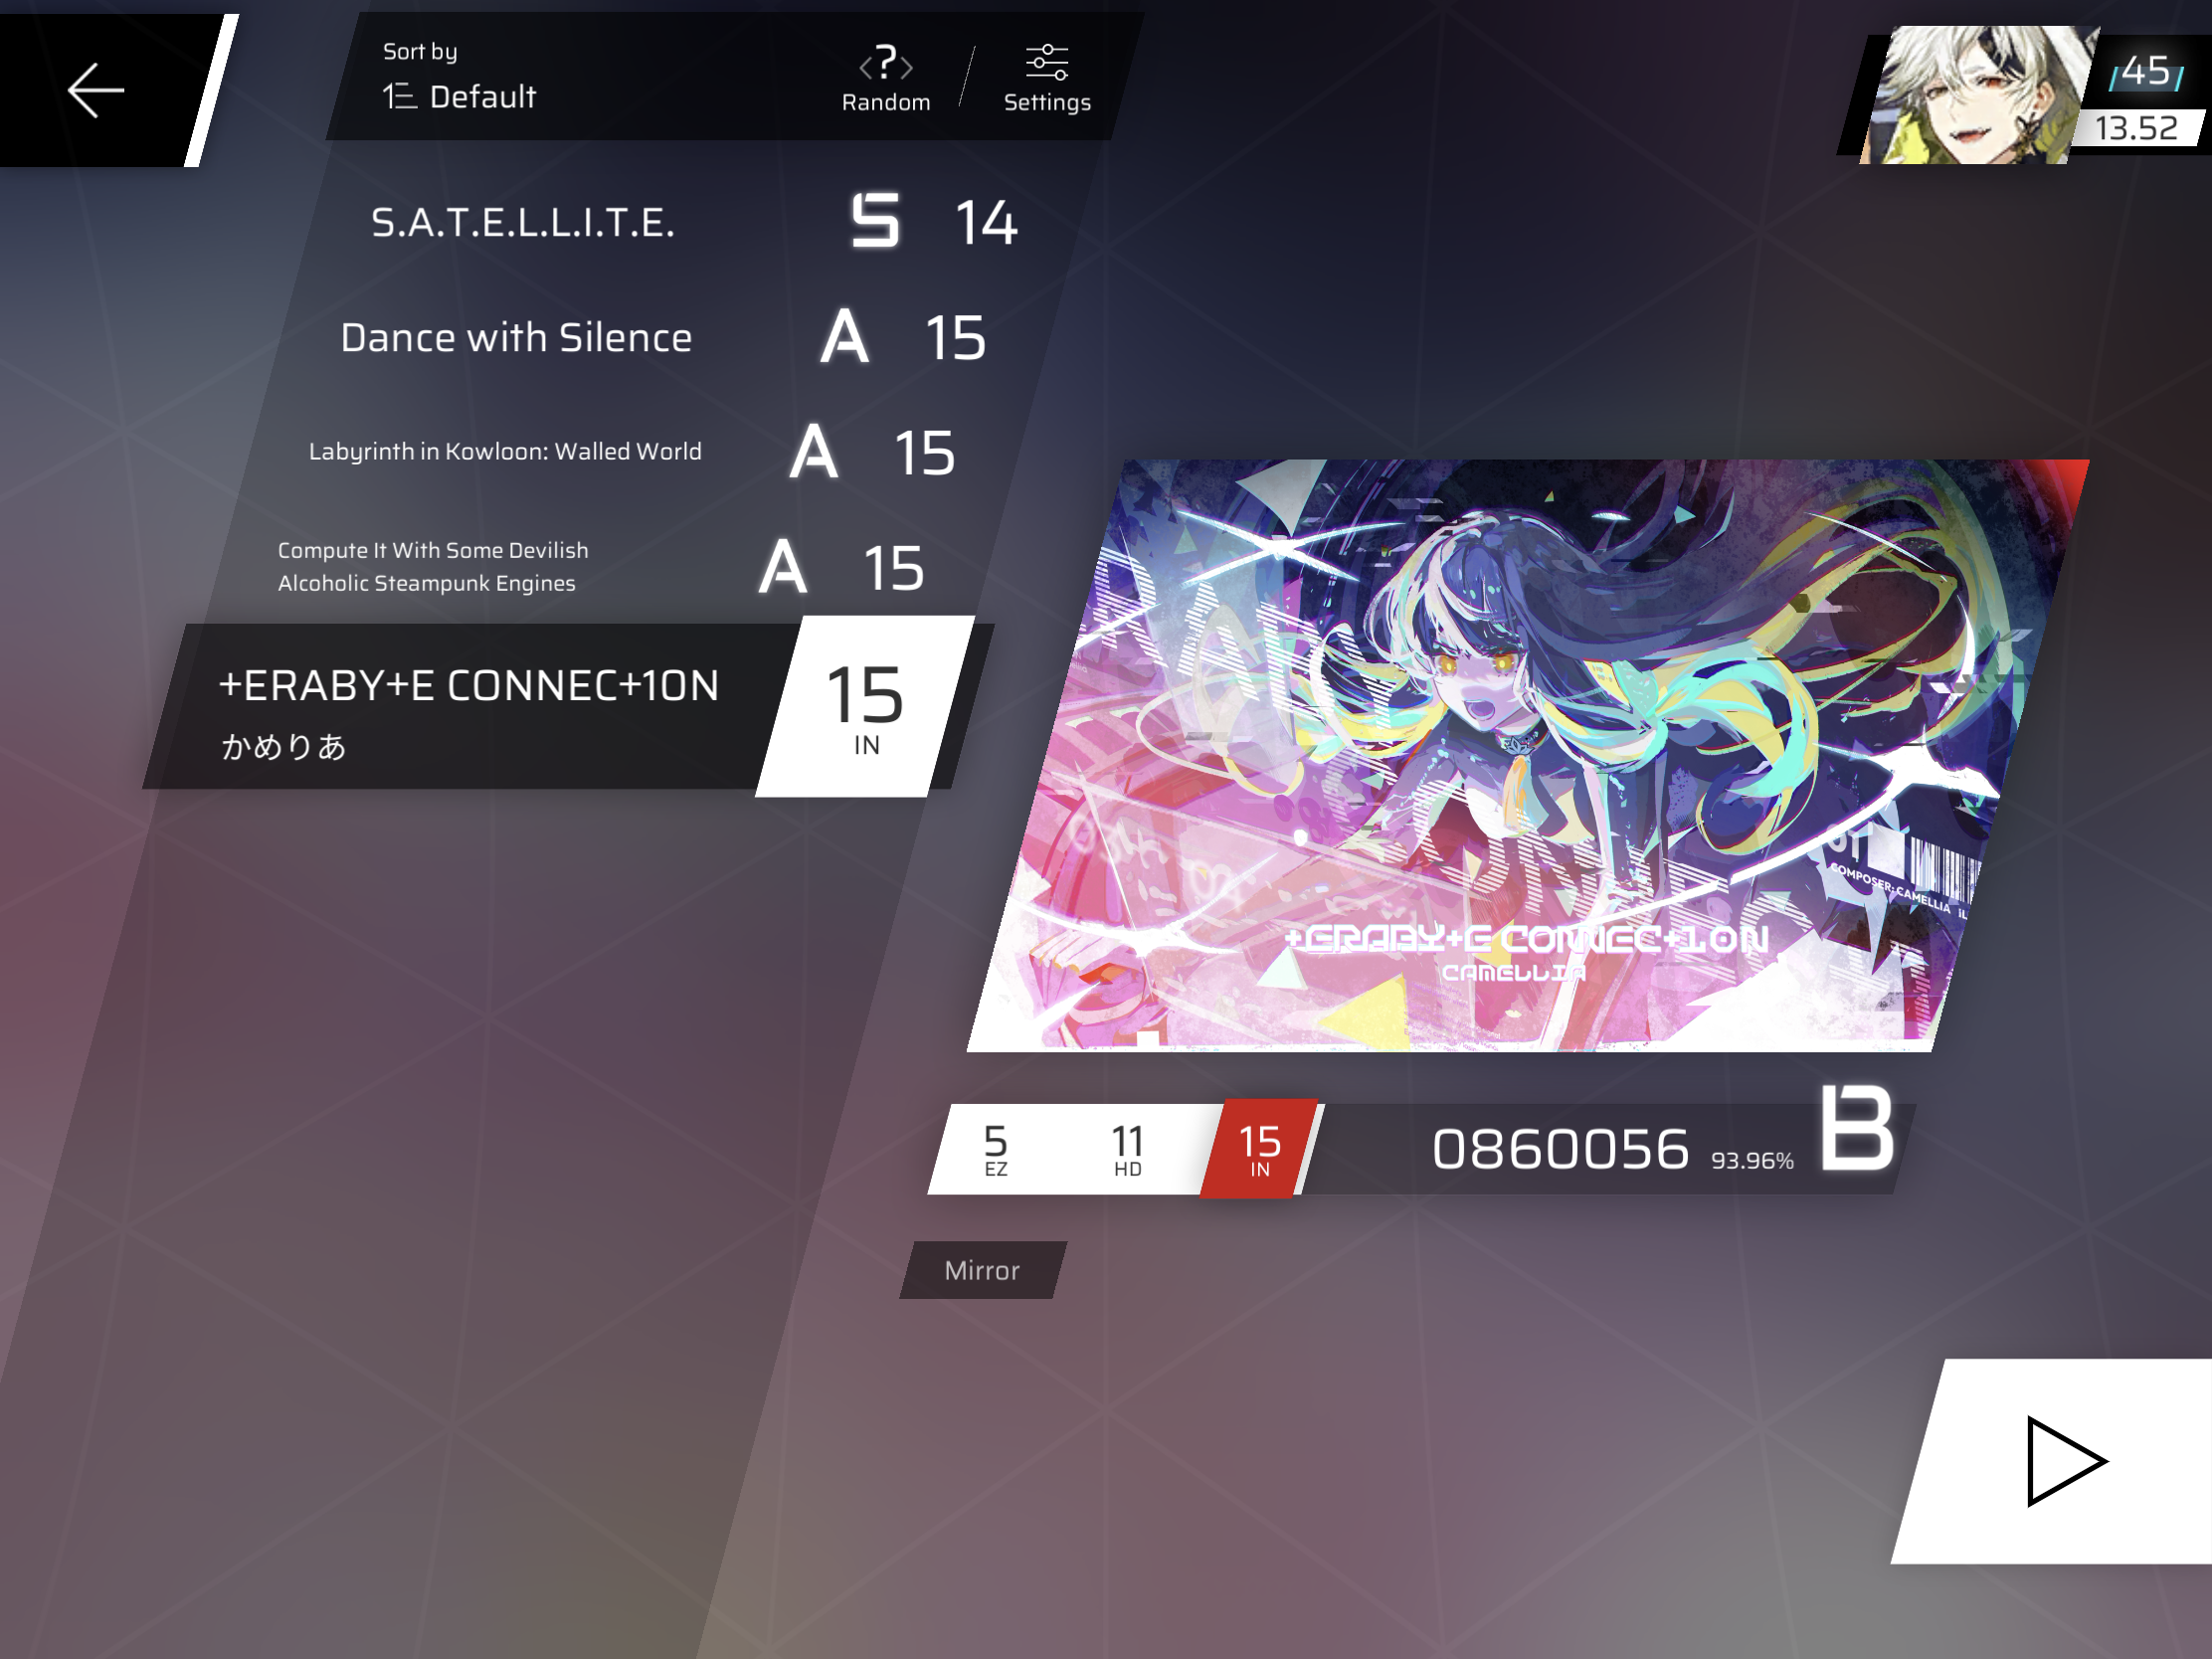 Sort by
Default
<?>
Random
Settings
45
13.52
S.A.T.E.L.L.I.T.E. S 14
Dance with Silence A 15
Labyrinth in Kowloon: Walled World A 15
Compute It With Some Devilish
Alcoholic Steampunk Engines A 15
+ERABY+E CONNEC+10N
かめりあ
15
IN
COMPOSER:CAMELLIA
+ERABY+E CONNEC+10N
CAMELLIA
5
EZ
11
HD
15
IN
0860056 93.96% B
Mirror